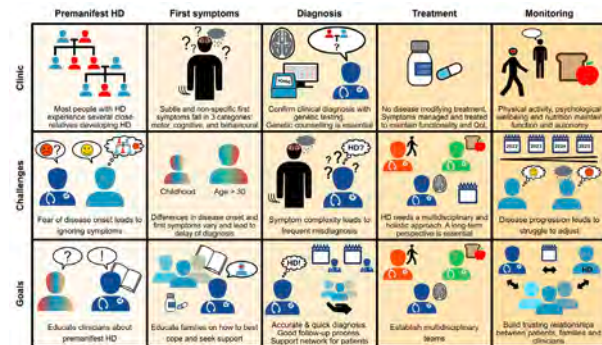 Premanifest HD
First symptoms
Diagnosis
Treatment
Monitoring
Clinic
Most people with HD
experience several close-
relatives developing HD
Subtle and non-specific first
symptoms fall in 3 categories:
motor, cognitive, and behavioural
Confirm clinical diagnosis with
genetic testing.
Genetic counselling is essential
No disease modifying treatment.
Symptoms managed and treated
to maintain functionality and QoL
Physical activity, psychological
wellbeing and nutrition maintain
function and autonomy
Challenges
Fear of disease onset leads to
ignoring symptoms
Childhood
Age > 30
Differences in disease onset and
first symptoms vary and lead to
delay of diagnosis
HD?
Symptom complexity leads to
frequent misdiagnosis
HD needs a multidisciplinary and
holistic approach. A long-term
perspective is essential
2022
2023
Disease progression leads to
struggle to adjust
Goals
? !
Educate clinicians about
premanifest HD
Educate families on how to best
cope and seek support
HD!
Accurate & quick diagnosis.
Good follow-up process.
Support network for patients
Establish multidisciplinary
teams
HD
Build trusting relationships
between patients, families and
clinicians